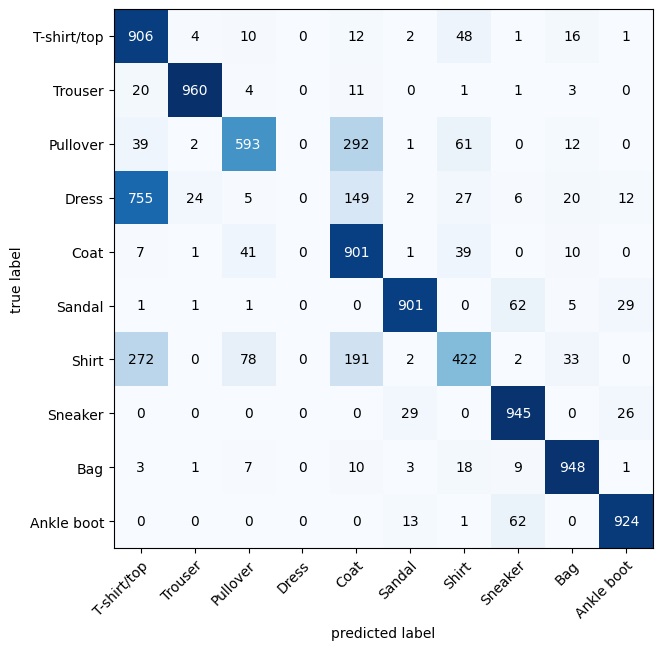 T-shirt/top 906 4 10 0 12 2 48 1 16 1
Trouser 20 960 4 0 11 0 1 1 3 0
Pullover 39 2 593 0 292 1 61 0 12 0
Dress 755 24 5 0 149 2 27 6 20 12
Coat 7 1 41 0 901 1 39 0 10 0
Sandal 1 1 1 0 0 901 0 62 5 29
Shirt 272 0 78 0 191 2 422 2 33 0
Sneaker 0 0 0 0 0 29 0 945 0 26
Bag 3 1 7 0 10 3 18 9 948 1
Ankle boot 0 0 0 0 0 13 1 62 0 924
true label
T-shirt/top Trouser Pullover Dress Coat Sandal Shirt Sneaker Bag Ankle boot
predicted label